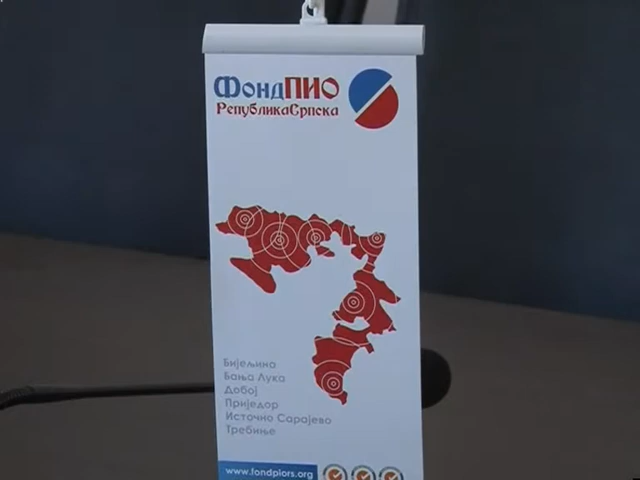 ФондПИО
РепубликаСрпска
Бијељина
Бања Лука
Добој
Приједор
Источно Сарајево
Требиње
www.fondpiors.org